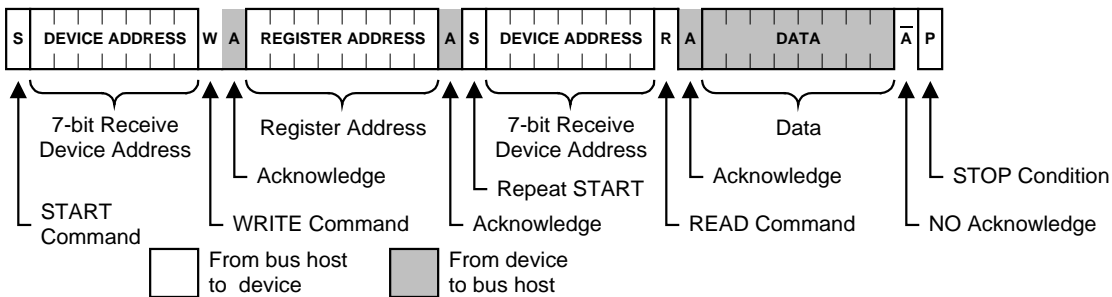 S DEVICE ADDRESS W A REGISTER ADDRESS A S DEVICE ADDRESS R A DATA A̅ P
7-bit Receive
Device Address
Register Address
7-bit Receive
Device Address
Data
Acknowledge
Repeat START
Acknowledge
STOP Condition
START
Command
WRITE Command
Acknowledge
READ Command
NO Acknowledge
From bus host
to device
From device
to bus host